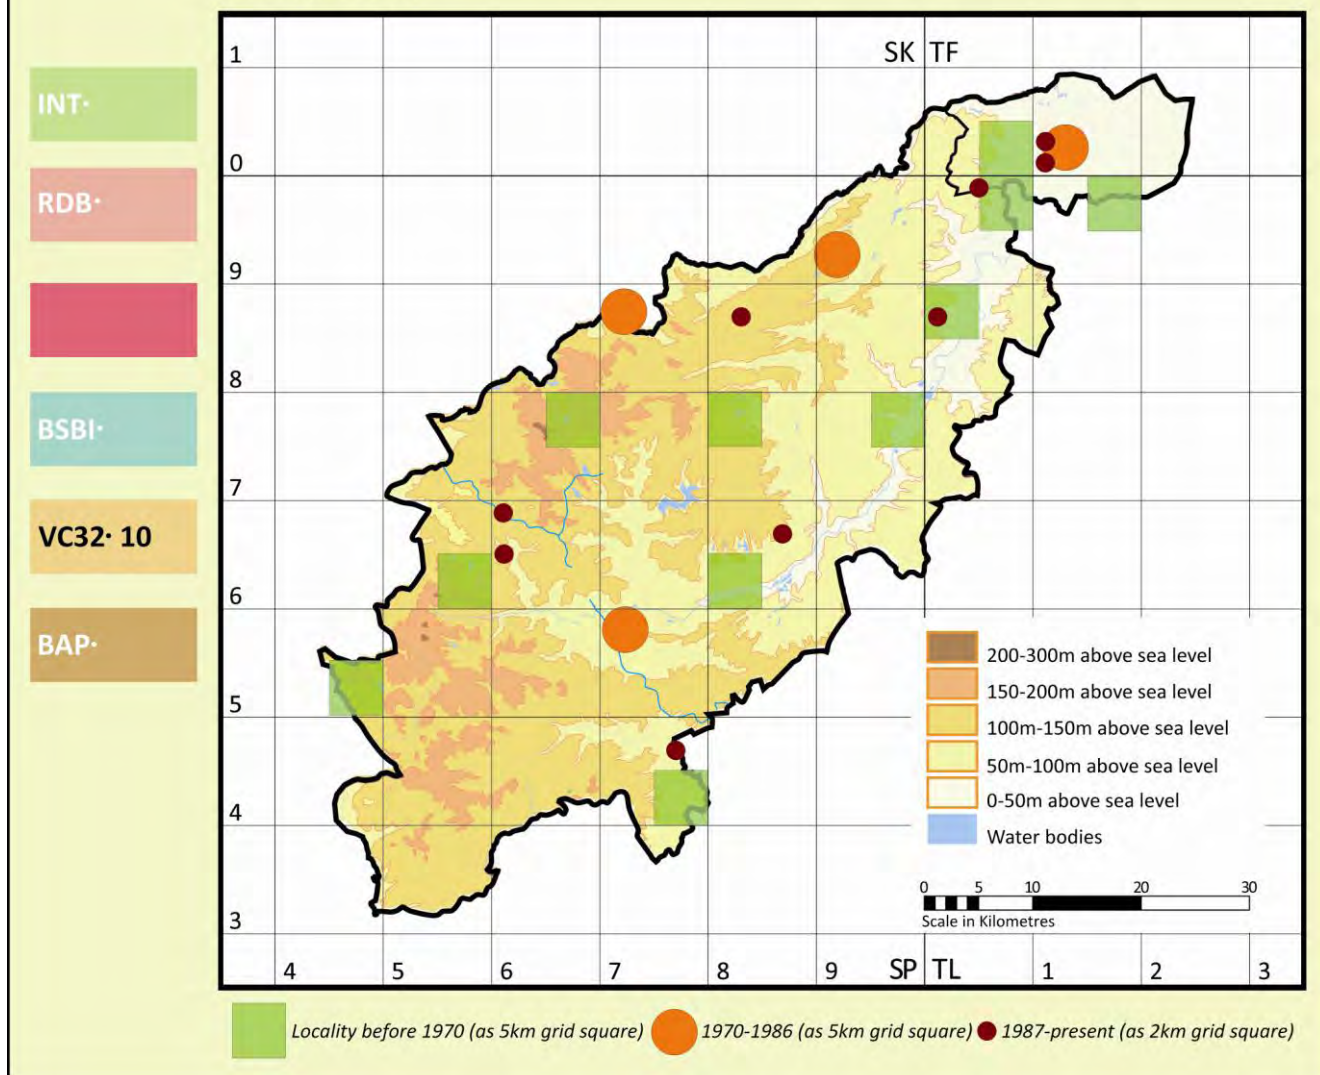 INT·
RDB·
BSBI·
VC32· 10
BAP·
SK TF
1
0
9
8
7
6
5
4
3
4 5 6 7 8 9 SP TL 1 2 3
200-300m above sea level
150-200m above sea level
100m-150m above sea level
50m-100m above sea level
0-50m above sea level
Water bodies
0 5 10 20 30
Scale in Kilometres
Locality before 1970 (as 5km grid square) 1970-1986 (as 5km grid square) 1987-present (as 2km grid square)